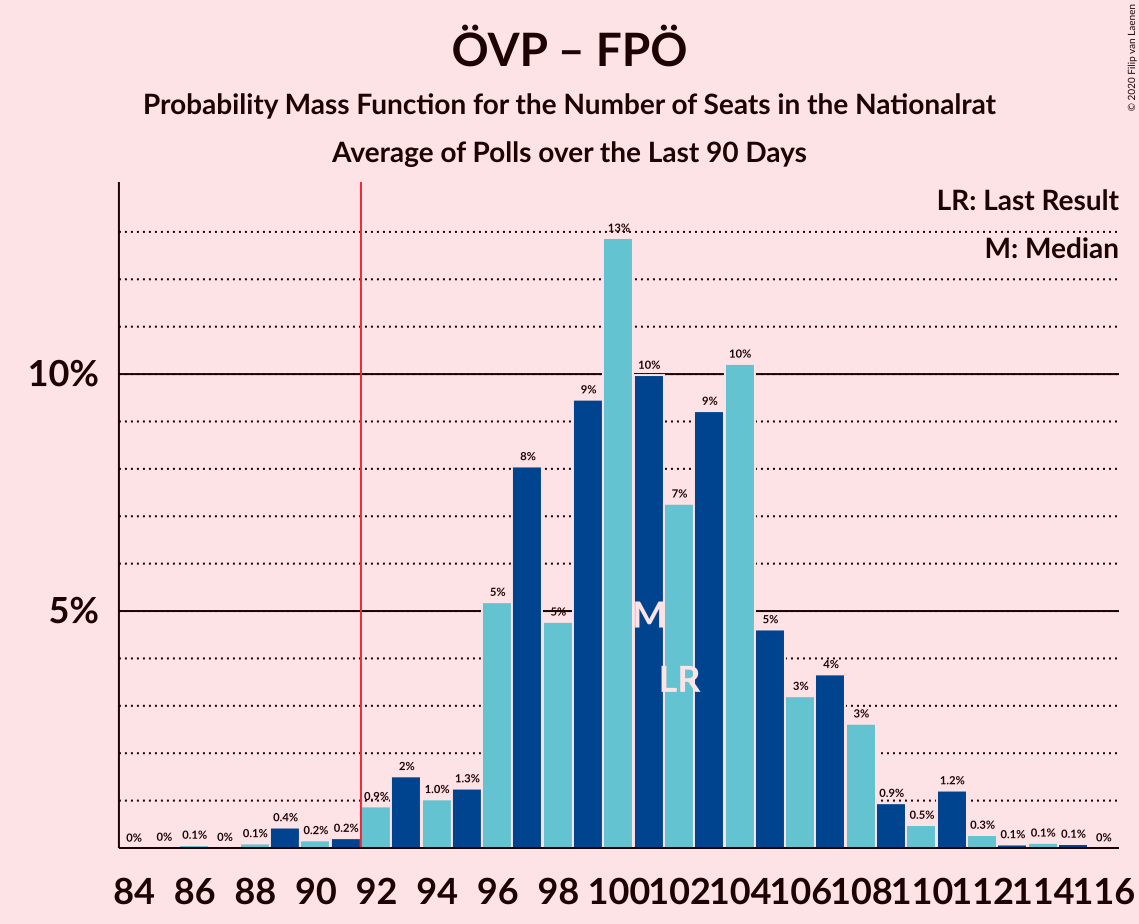 ÖVP – FPÖ
Probability Mass Function for the Number of Seats in the Nationalrat
Average of Polls over the Last 90 Days
© 2020 Filip van Laenen
LR: Last Result
M: Median
10%
5%
0% 0% 0.1% 0% 0.1% 0.4% 0.2% 0.2% 0.9% 2% 1.0% 1.3% 5% 8% 5% 9% 13% 10% 7% 9% 10% 5% 3% 4% 3% 0.9% 0.5% 1.2% 0.3% 0.1% 0.1% 0.1% 0%
M
LR
84 86 88 90 92 94 96 98 100 102 104 106 108 110 112 114 116